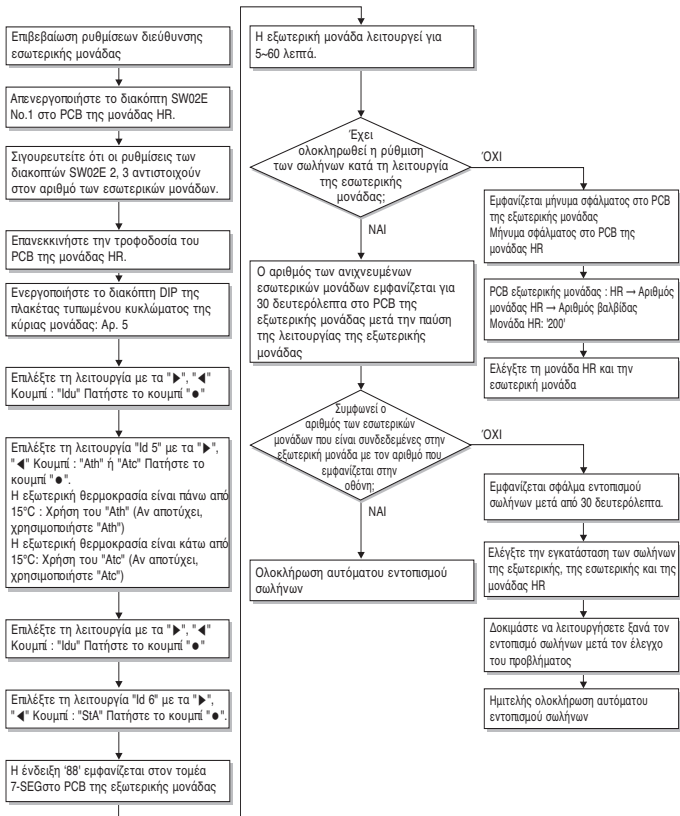 Επιβεβαίωση ρυθμίσεων διεύθυνσης
εσωτερικής μονάδας
Απενεργοποιήστε το διακόπτη SW02E
No.1 στο PCB της μονάδας HR.
Σιγουρευτείτε ότι οι ρυθμίσεις των
διακοπτών SW02E 2, 3 αντιστοιχούν
στον αριθμό των εσωτερικών μονάδων.
Επανεκκινήστε την τροφοδοσία του
PCB της μονάδας HR.
Ενεργοποιήστε το διακόπτη DIP της
πλακέτας τυπωμένου κυκλώματος της
κύριας μονάδας: Αρ. 5
Επιλέξτε τη λειτουργία με τα "▶", "◀"
Κουμπί : "Idu" Πατήστε το κουμπί "●"
Επιλέξτε τη λειτουργία "Id 5" με τα "▶",
"◀" Κουμπί : "Ath" ή "Atc" Πατήστε το
κουμπί "●".
Η εξωτερική θερμοκρασία είναι πάνω από
15°C : Χρήση του "Ath" (Αν αποτύχει,
χρησιμοποιήστε "Ath")
Η εξωτερική θερμοκρασία είναι κάτω από
15°C: Χρήση του "Atc" (Αν αποτύχει,
χρησιμοποιήστε "Atc")
Επιλέξτε τη λειτουργία με τα "▶", "◀"
Κουμπί : "Idu" Πατήστε το κουμπί "●"
Επιλέξτε τη λειτουργία "Id 6" με τα "▶",
"◀" Κουμπί : "StA" Πατήστε το κουμπί "●".
Η ένδειξη '88' εμφανίζεται στον τομέα
7-SEGστο PCB της εξωτερικής μονάδας
Η εξωτερική μονάδα λειτουργεί για
5~60 λεπτά.
Έχει
ολοκληρωθεί η ρύθμιση
των σωλήνων κατά τη λειτουργία
της εσωτερικής
μονάδας;
ΌΧΙ
ΝΑΙ
Ο αριθμός των ανιχνευμένων
εσωτερικών μονάδων εμφανίζεται για
30 δευτερόλεπτα στο PCB της
εξωτερικής μονάδας μετά την παύση
της λειτουργίας της εξωτερικής
μονάδας
Συμφωνεί ο
αριθμός των εσωτερικών
μονάδων που είναι συνδεδεμένες στην
εξωτερική μονάδα με τον αριθμό που
εμφανίζεται στην
οθόνη;
ΌΧΙ
ΝΑΙ
Ολοκλήρωση αυτόματου εντοπισμού
σωλήνων
Εμφανίζεται μήνυμα σφάλματος στο PCB
της εξωτερικής μονάδας
Μήνυμα σφάλματος στο PCB της
μονάδας HR
PCB εξωτερικής μονάδας : HR → Αριθμός
μονάδας HR → Αριθμός βαλβίδας
Μονάδα HR: '200'
Ελέγξτε τη μονάδα HR και την
εσωτερική μονάδα
Εμφανίζεται σφάλμα εντοπισμού
σωλήνων μετά από 30 δευτερόλεπτα.
Ελέγξτε την εγκατάσταση των σωλήνων
της εξωτερικής, της εσωτερικής και της
μονάδας HR
Δοκιμάστε να λειτουργήσετε ξανά τον
εντοπισμό σωλήνων μετά τον έλεγχο
του προβλήματος
Ημιτελής ολοκλήρωση αυτόματου
εντοπισμού σωλήνων